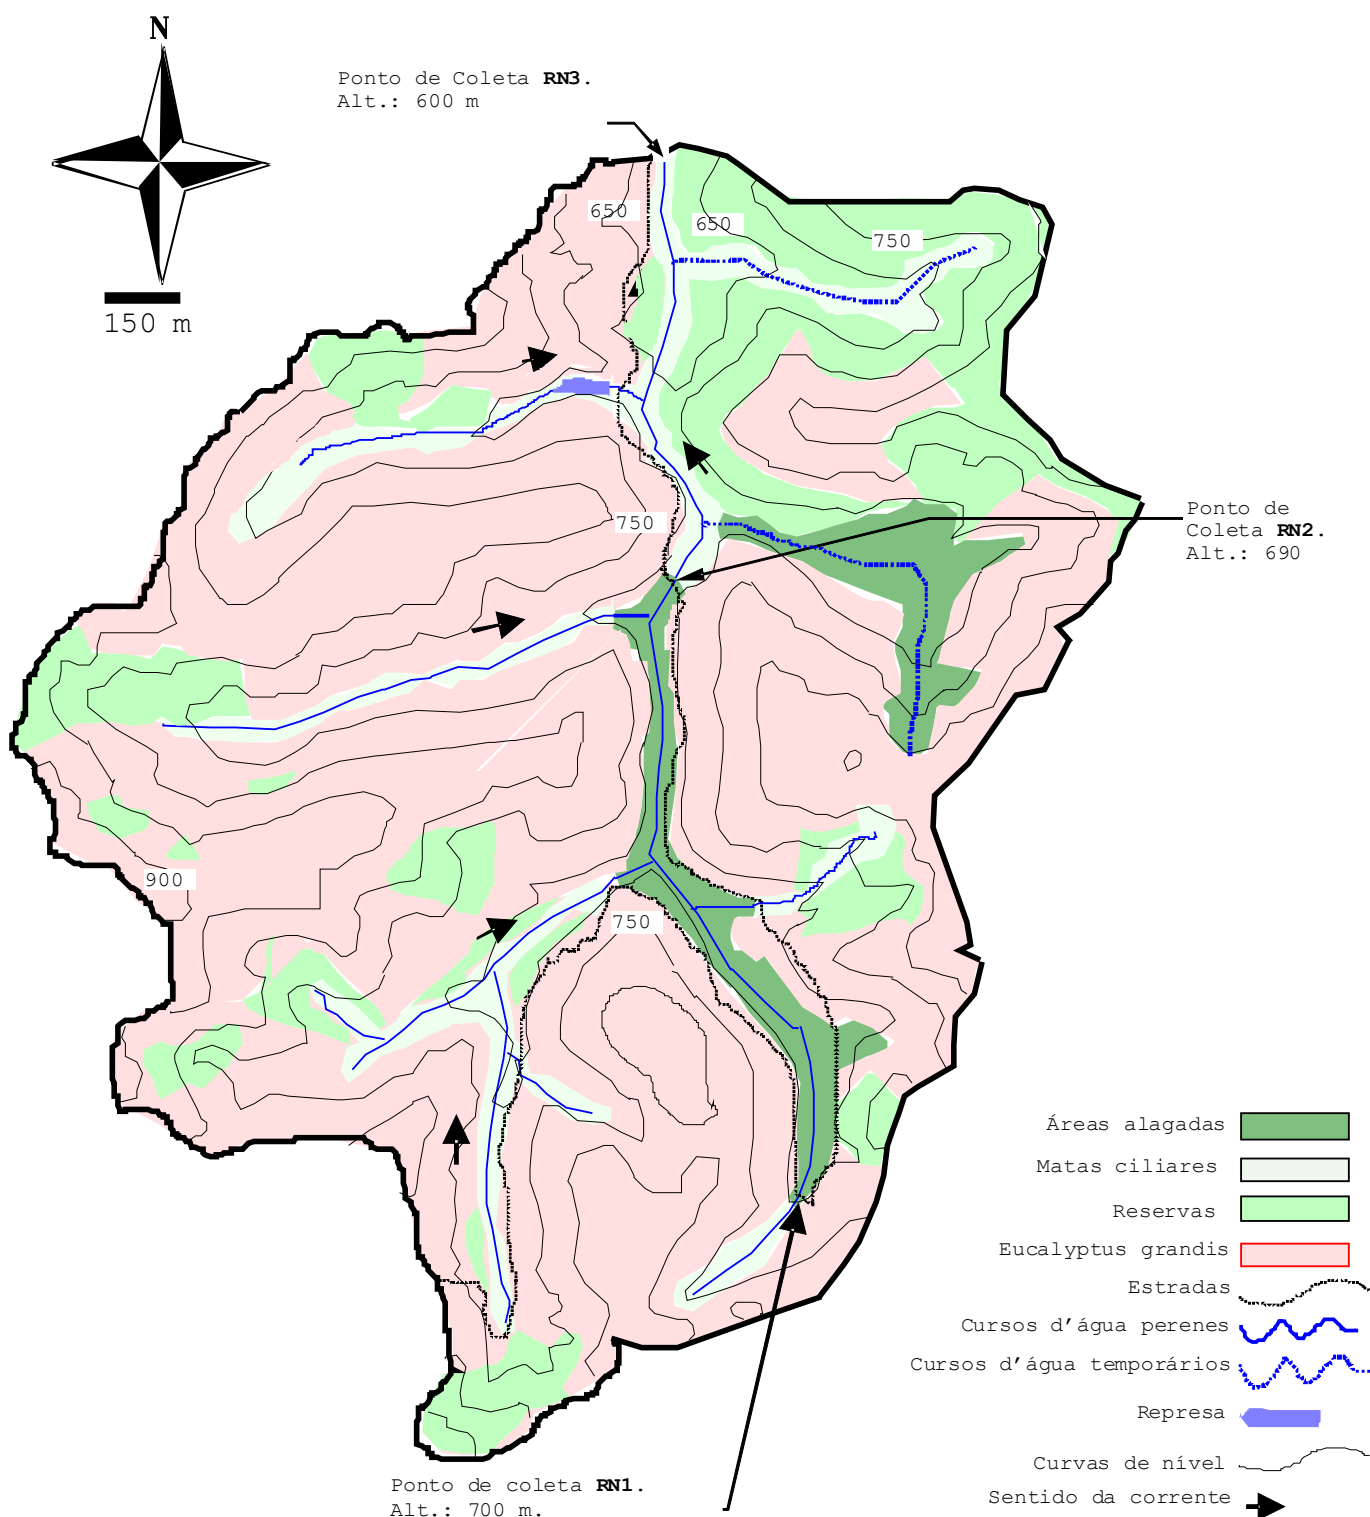 N
Ponto de Coleta RN3.
Alt.: 600 m
650
650
750
150 m
750
Ponto de
Coleta RN2.
Alt.: 690
900
750
Áreas alagadas
Matas ciliares
Reservas
Eucalyptus grandis
Estradas
Cursos d’água perenes
Cursos d’água temporários
Represa
Curvas de nível
Sentido da corrente
Ponto de coleta RN1.
Alt.: 700 m.